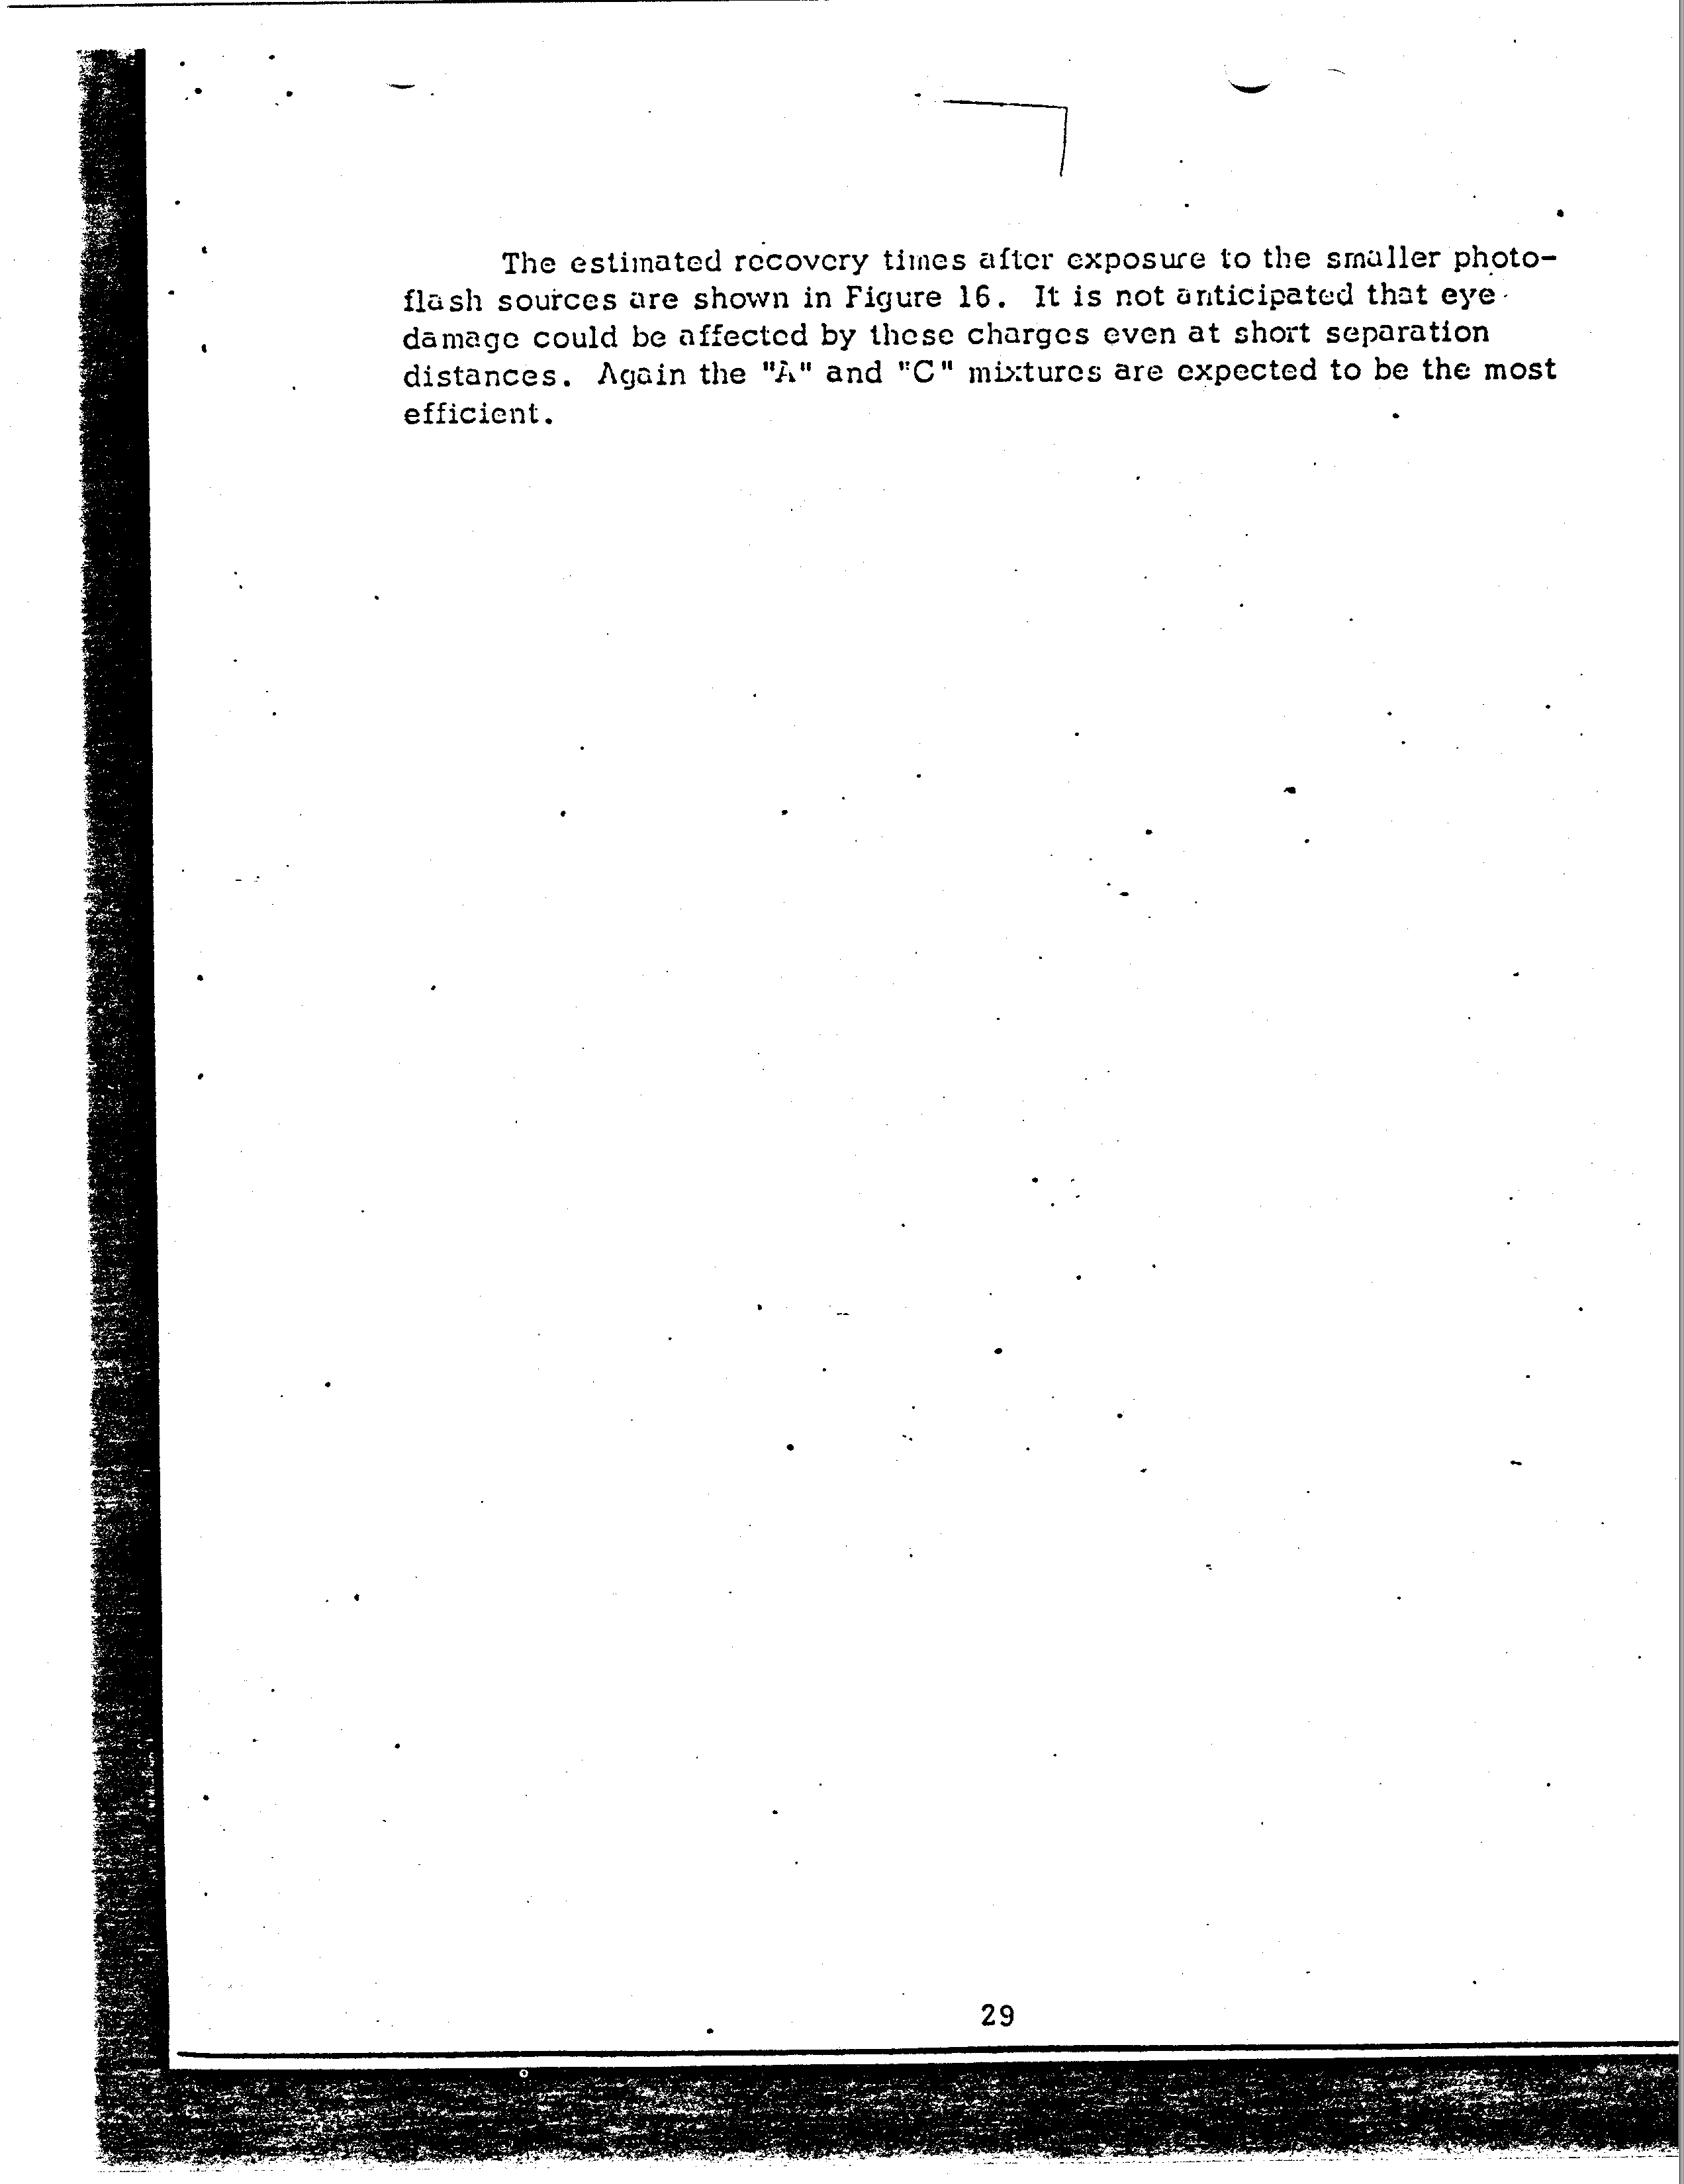 The estimated recovery times after exposure to the smaller photo-
flash sources are shown in Figure 16. It is not anticipated that eye
damage could be affected by these charges even at short separation
distances. Again the "A" and "C" mixtures are expected to be the most
efficient.
29